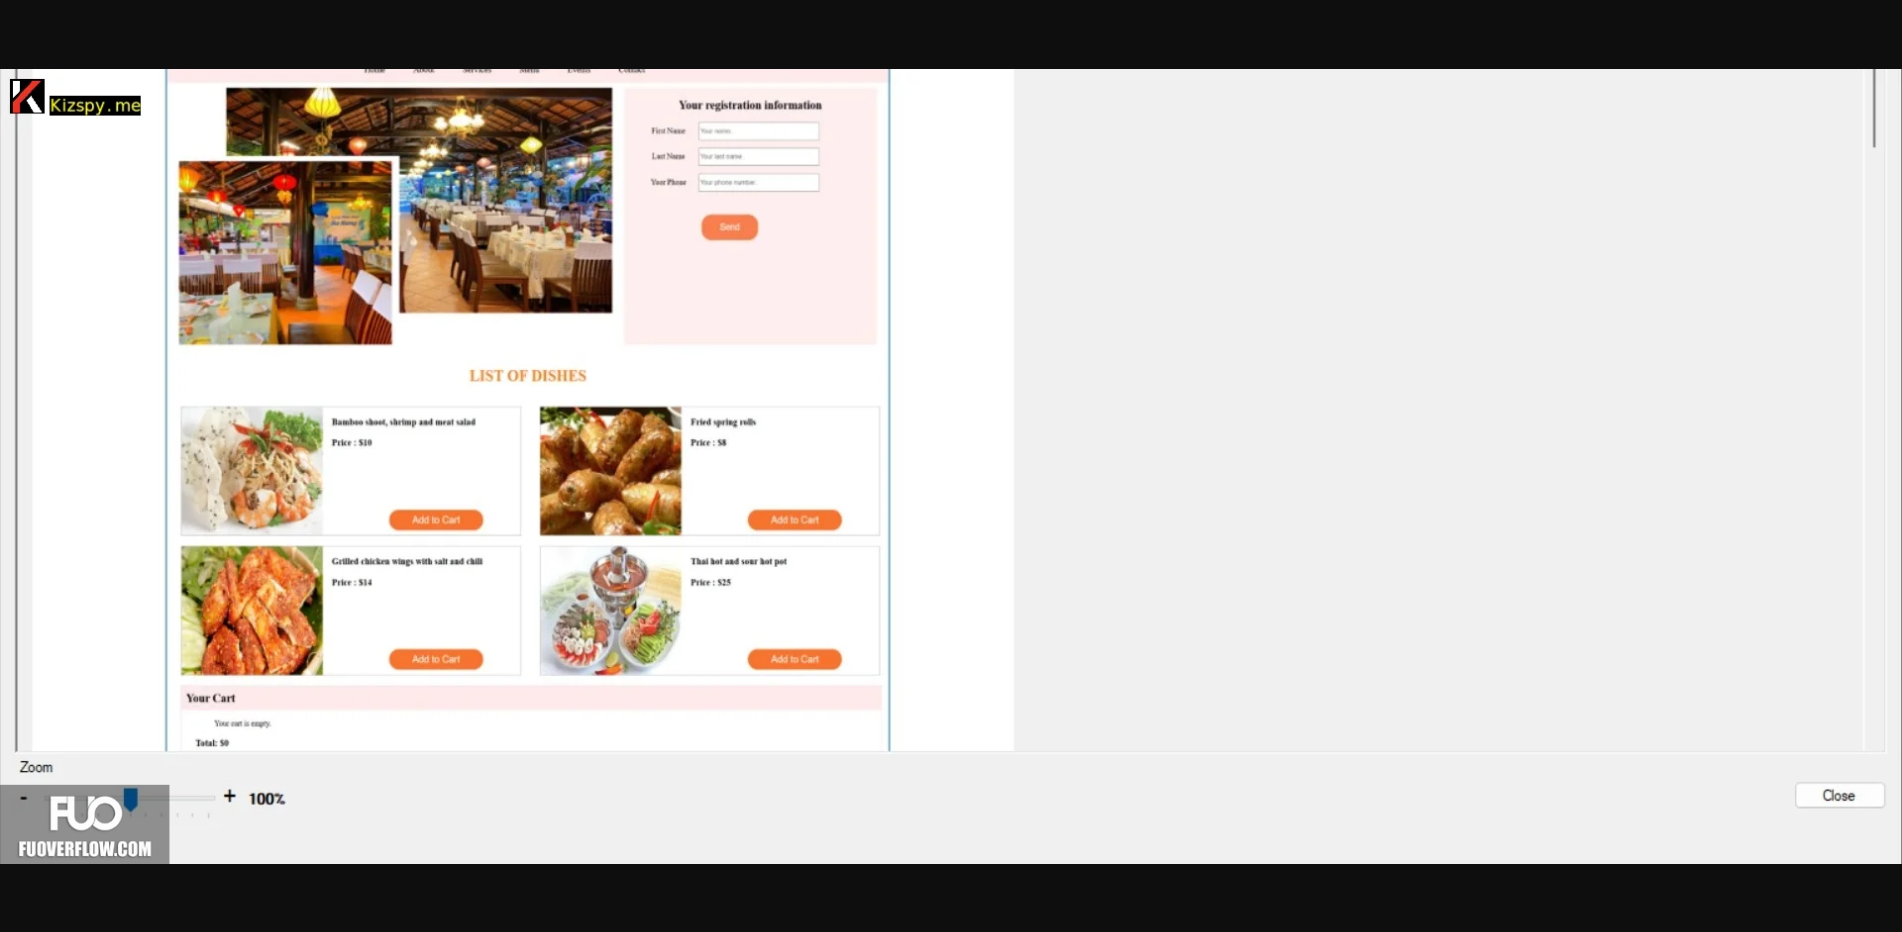 Home About Services Menu Events Contact
Kizspy.me
Your registration information
First Name Your name.
Last Name Your last name .
Your Phone Your phone number.
Send
LIST OF DISHES
Bamboo shoot, shrimp and meat salad
Price : $10
Add to Cart
Fried spring rolls
Price : $8
Add to Cart
Grilled chicken wings with salt and chili
Price : $14
Add to Cart
Thai hot and sour hot pot
Price : $25
Add to Cart
Your Cart
Your cart is empty.
Total: $0
Zoom
- + 100%
Close
FUO
FUOVERFLOW.COM